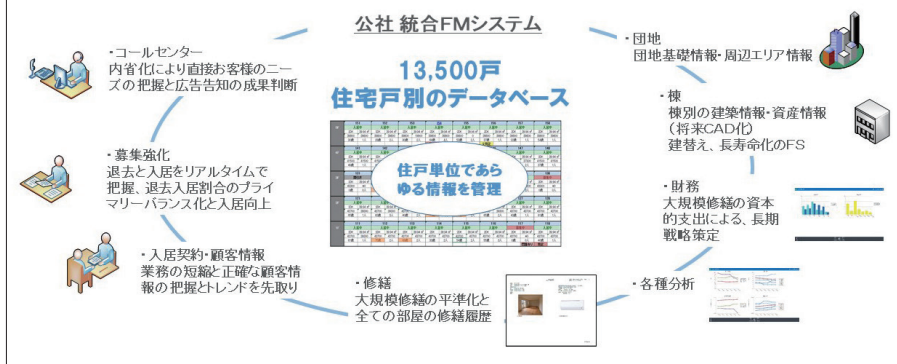 公社 統合FMシステム
13,500戸
住宅戸別のデータベース
住戸単位であら
ゆる情報を管理
・コールセンター
内省化により直接お客様のニー
ズの把握と広告告知の成果判断
・募集強化
退去と入居をリアルタイムで
把握、退去入居割合のプライ
マリーバランス化と入居向上
・入居契約・顧客情報
業務の短縮と正確な顧客情
報の把握とトレンドを先取り
・修繕
大規模修繕の平準化と
全ての部屋の修繕履歴
・団地
団地基礎情報・周辺エリア情報
・棟
棟別の建築情報・資産情報
(将来CAD化)
建替え、長寿命化のFS
・財務
大規模修繕の資本
的支出による、長期
戦略策定
・各種分析